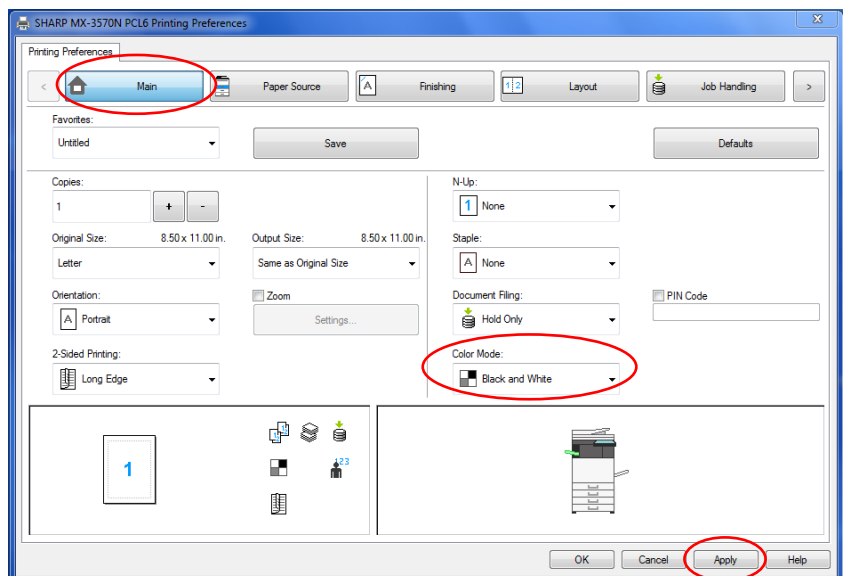 SHARP MX-3570N PCL6 Printing Preferences
X
Printing Preferences
<
Main
Paper Source
A
Finishing
1 2
Layout
Job Handling
>
Favorites:
Untitled
Save
Defaults
Copies:
1
+
-
N-Up:
1 None
Original Size: 8.50 x 11.00 in.
Output Size: 8.50 x 11.00 in.
Staple:
Letter
Same as Original Size
A None
Orientation:
Zoom
Document Filing:
PIN Code
A Portrait
Settings...
Hold Only
2-Sided Printing:
Color Mode:
Long Edge
Black and White
1
123
OK
Cancel
Apply
Help